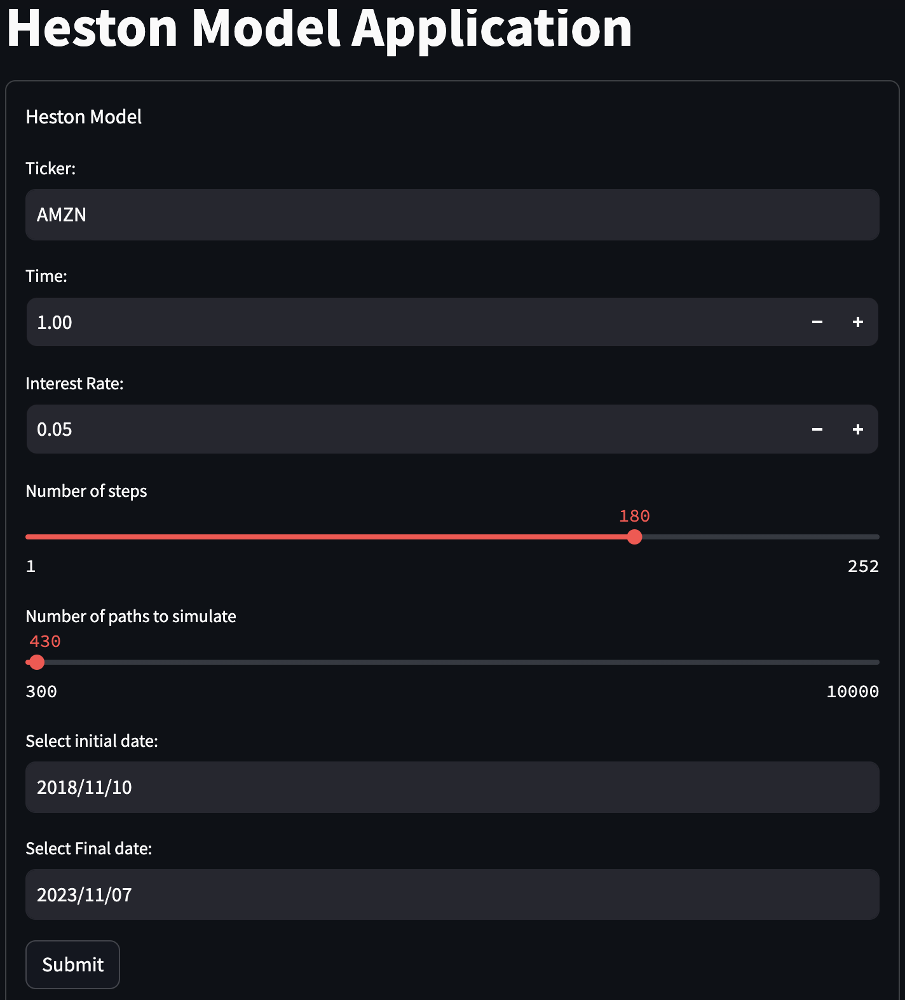 Heston Model Application
Heston Model
Ticker:
AMZN
Time:
1.00
Interest Rate:
0.05
Number of steps
180
1 252
Number of paths to simulate
430
300 10000
Select initial date:
2018/11/10
Select Final date:
2023/11/07
Submit